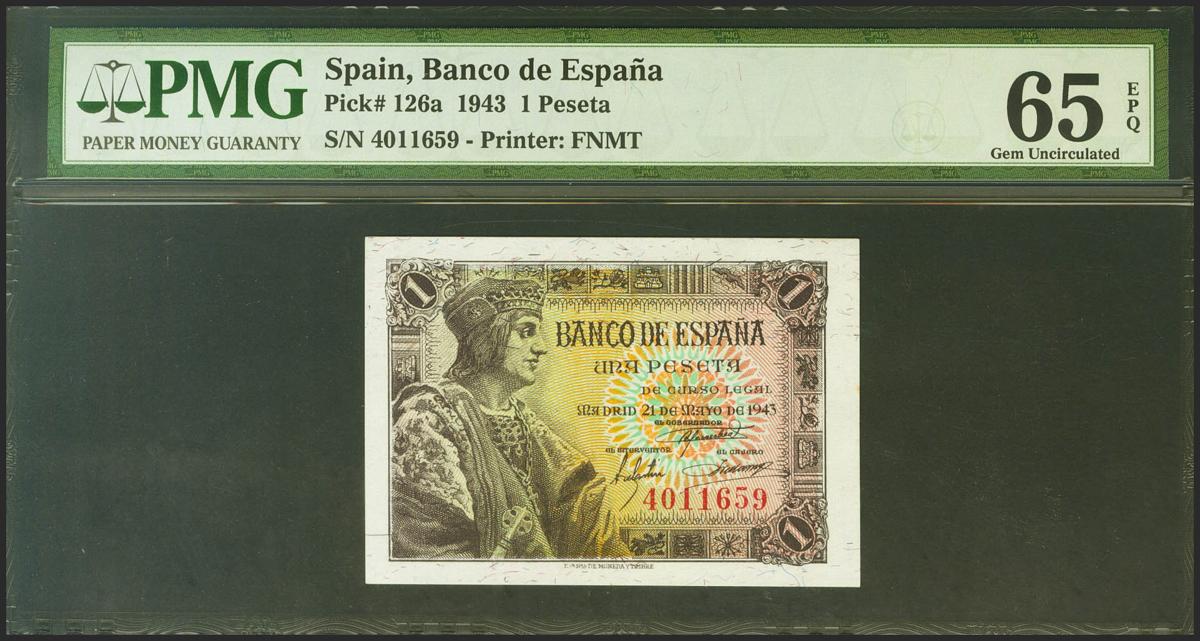 PMG
PAPER MONEY GUARANTY
Spain, Banco de España
Pick# 126a 1943 1 Peseta
S/N 4011659 - Printer: FNMT
65
EPQ
Gem Uncirculated
1
1
BANCO DE ESPAÑA
UNA PESETA
DE CURSO LEGAL
MADRID 21 DE MAYO DE 1943
EL GOBERNADOR
EL INTERVENTOR
EL CAJERO
4011659
1